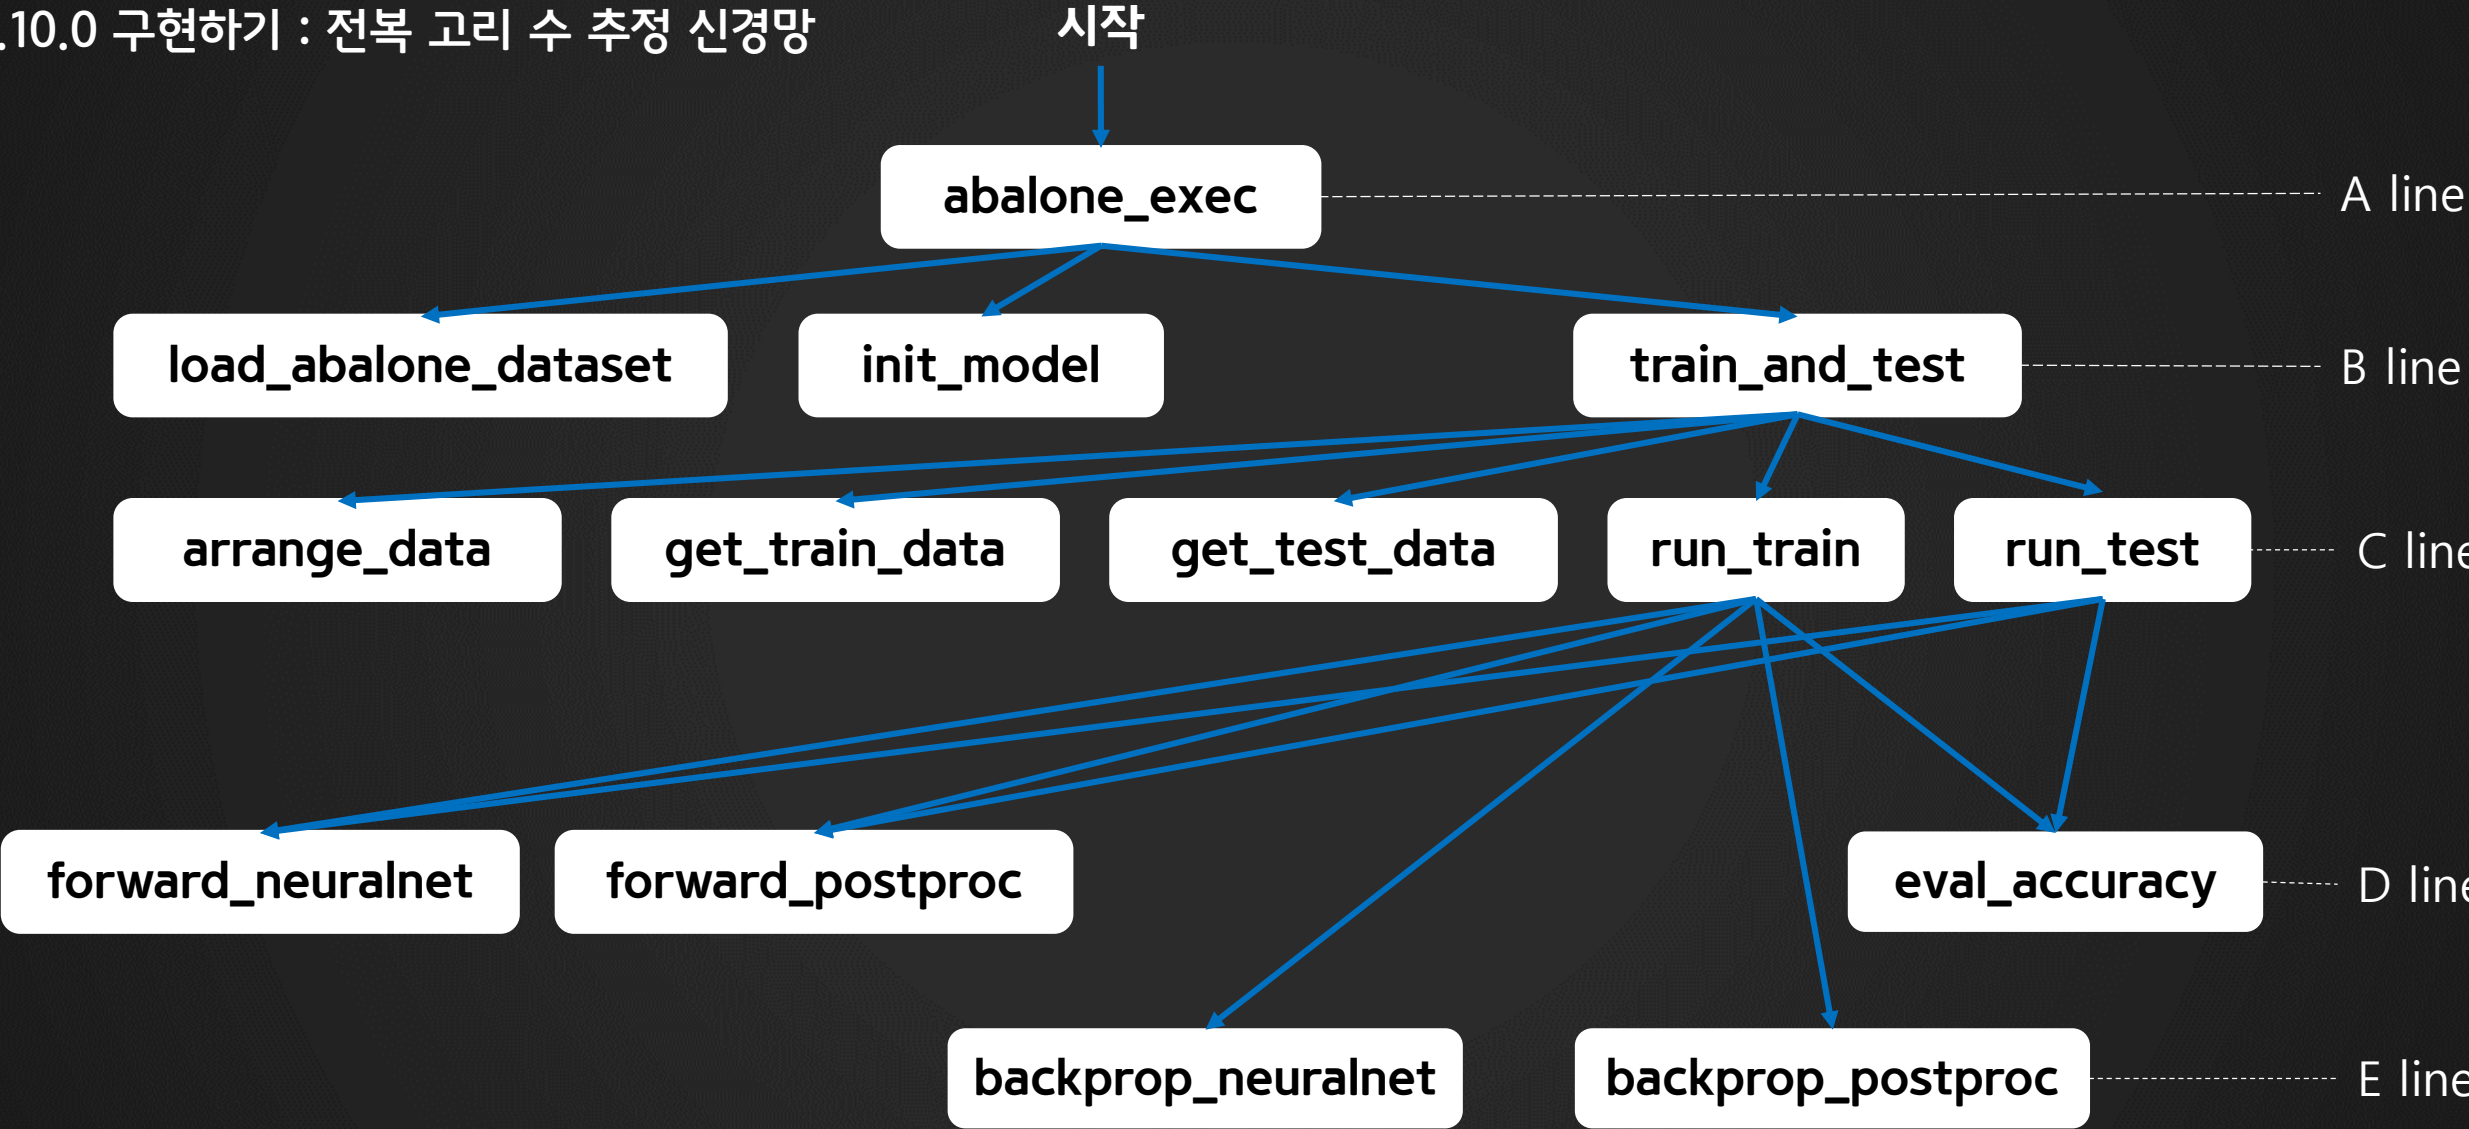 .10.0 구현하기 : 전복 고리 수 추정 신경망
시작
abalone_exec
A line
load_abalone_dataset
init_model
train_and_test
B line
arrange_data
get_train_data
get_test_data
run_train
run_test
C line
forward_neuralnet
forward_postproc
eval_accuracy
D line
backprop_neuralnet
backprop_postproc
E line